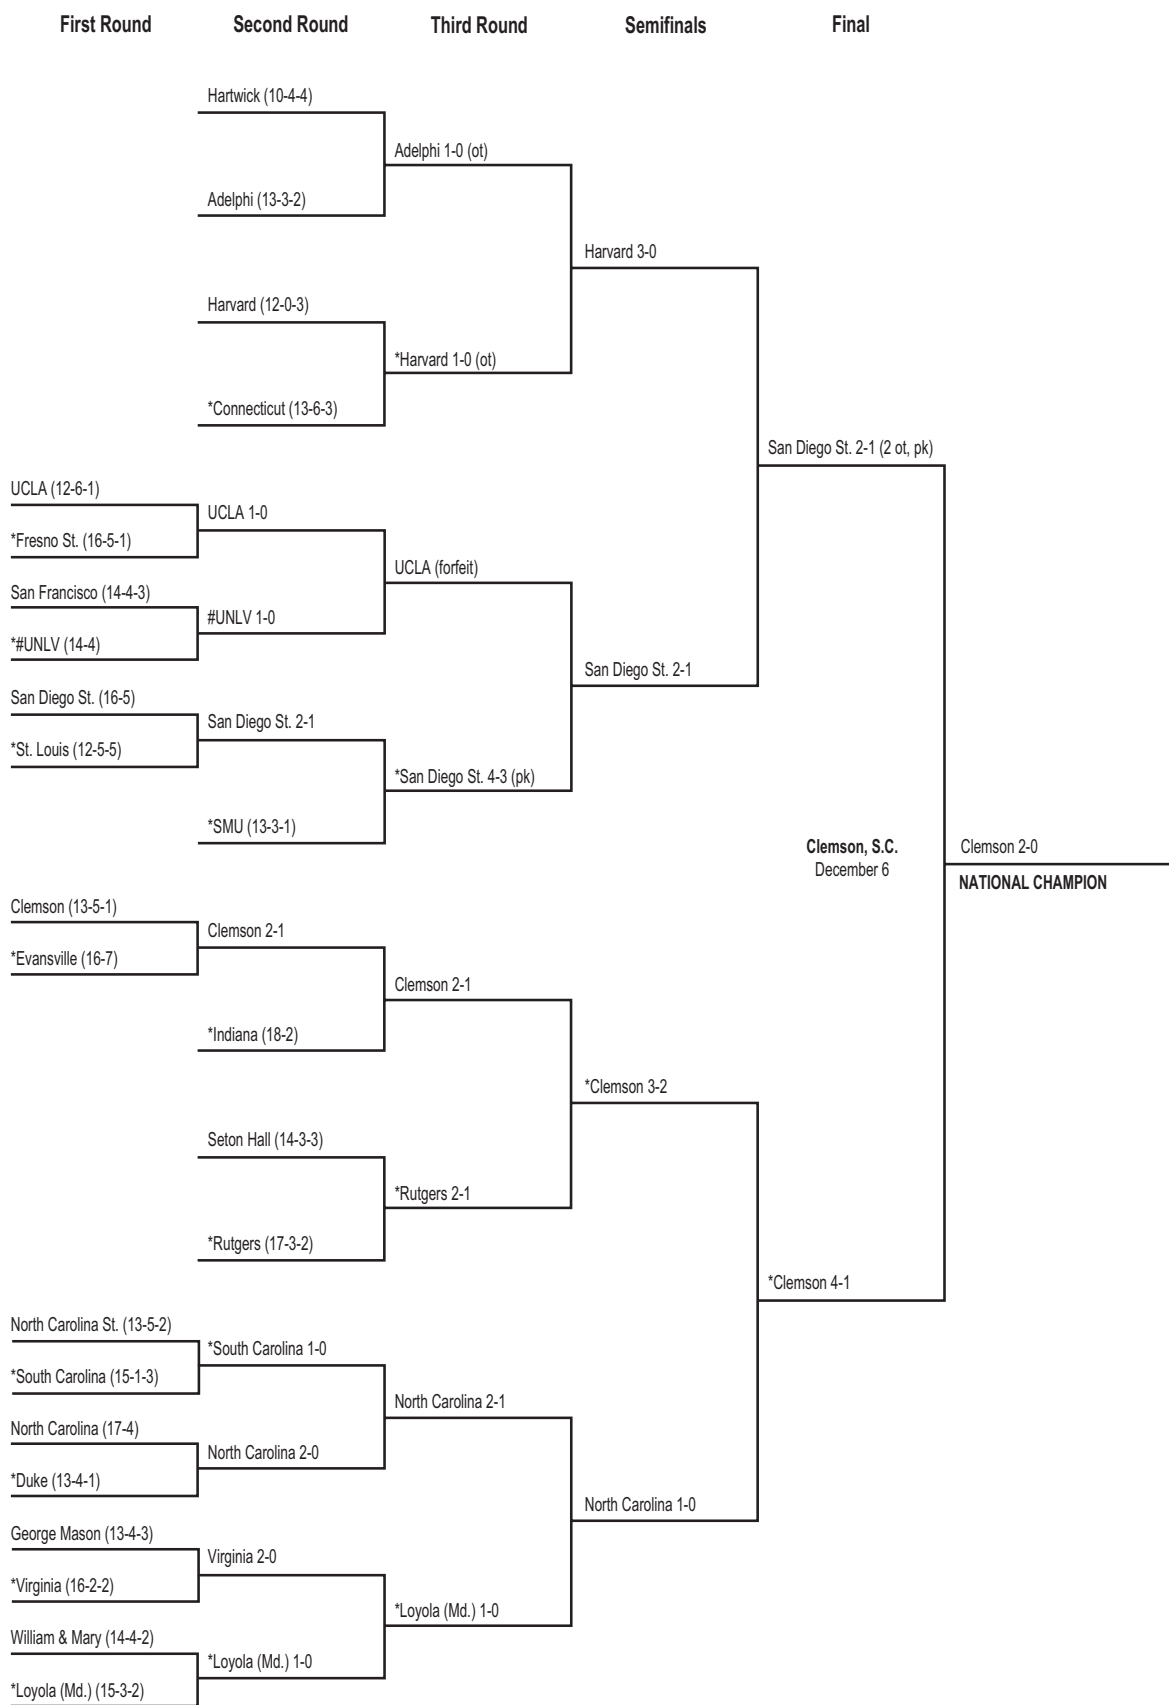 First Round
Second Round
Third Round
Semifinals
Final
Hartwick (10-4-4)
Adelphi 1-0 (ot)
Adelphi (13-3-2)
Harvard 3-0
Harvard (12-0-3)
*Harvard 1-0 (ot)
*Connecticut (13-6-3)
San Diego St. 2-1 (2 ot, pk)
UCLA (12-6-1)
UCLA 1-0
*Fresno St. (16-5-1)
UCLA (forfeit)
San Francisco (14-4-3)
#UNLV 1-0
*#UNLV (14-4)
San Diego St. 2-1
San Diego St. (16-5)
San Diego St. 2-1
*St. Louis (12-5-5)
*San Diego St. 4-3 (pk)
*SMU (13-3-1)
Clemson, S.C.
December 6
Clemson 2-0
NATIONAL CHAMPION
Clemson (13-5-1)
Clemson 2-1
*Evansville (16-7)
Clemson 2-1
*Indiana (18-2)
*Clemson 3-2
Seton Hall (14-3-3)
*Rutgers 2-1
*Rutgers (17-3-2)
*Clemson 4-1
North Carolina St. (13-5-2)
*South Carolina 1-0
*South Carolina (15-1-3)
North Carolina 2-1
North Carolina (17-4)
North Carolina 2-0
*Duke (13-4-1)
North Carolina 1-0
George Mason (13-4-3)
Virginia 2-0
*Virginia (16-2-2)
*Loyola (Md.) 1-0
William & Mary (14-4-2)
*Loyola (Md.) 1-0
*Loyola (Md.) (15-3-2)